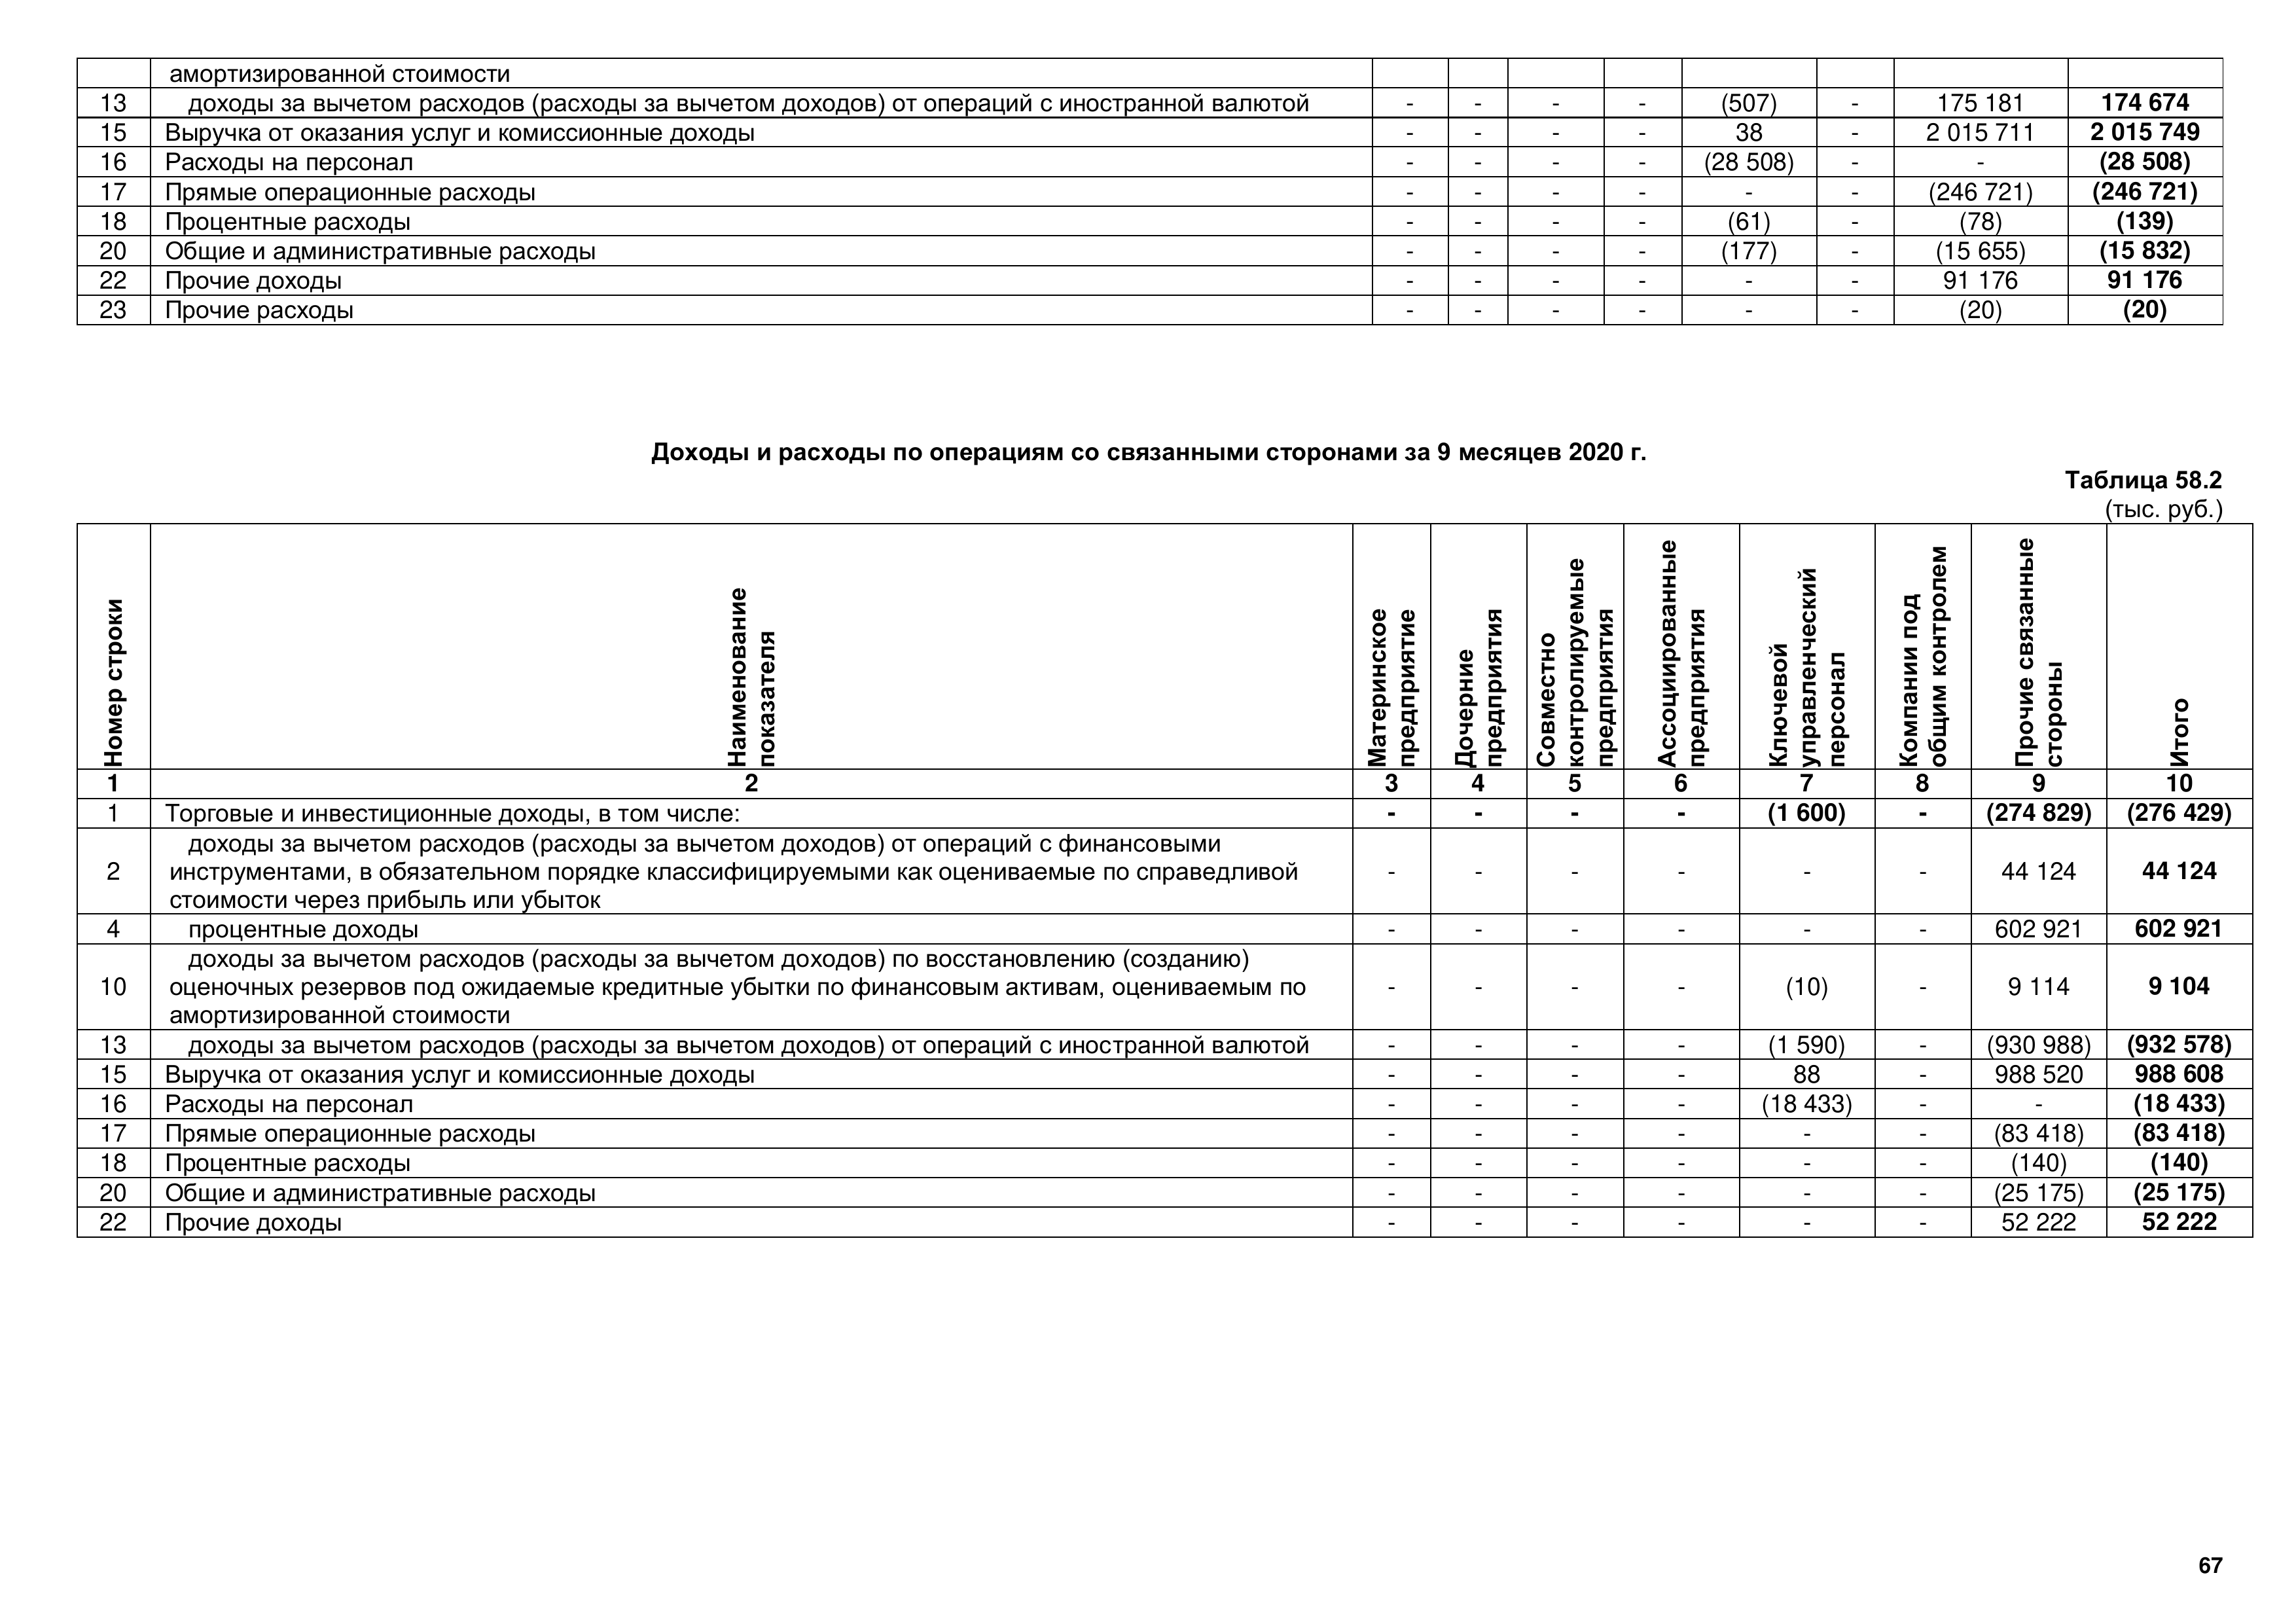 амортизированной стоимости
13 доходы за вычетом расходов (расходы за вычетом доходов) от операций с иностранной валютой - - - - (507) - 175 181 174 674
15 Выручка от оказания услуг и комиссионные доходы - - - - 38 - 2 015 711 2 015 749
16 Расходы на персонал - - - - (28 508) - - (28 508)
17 Прямые операционные расходы - - - - - - (246 721) (246 721)
18 Процентные расходы - - - - (61) - (78) (139)
20 Общие и административные расходы - - - - (177) - (15 655) (15 832)
22 Прочие доходы - - - - - - 91 176 91 176
23 Прочие расходы - - - - - - (20) (20)
Доходы и расходы по операциям со связанными сторонами за 9 месяцев 2020 г.
Таблица 58.2
(тыс. руб.)
Номер строки
Наименование
показателя
Материнское
предприятие
Дочерние
предприятия
Совместно
контролируемые
предприятия
Ассоциированные
предприятия
Ключевой
управленческий
персонал
Компании под
общим контролем
Прочие связанные
стороны
Итого
1 2 3 4 5 6 7 8 9 10
1 Торговые и инвестиционные доходы, в том числе: - - - - (1 600) - (274 829) (276 429)
доходы за вычетом расходов (расходы за вычетом доходов) от операций с финансовыми
2 инструментами, в обязательном порядке классифицируемыми как оцениваемые по справедливой - - - - - - 44 124 44 124
стоимости через прибыль или убыток
4 процентные доходы - - - - - - 602 921 602 921
доходы за вычетом расходов (расходы за вычетом доходов) по восстановлению (созданию)
10 оценочных резервов под ожидаемые кредитные убытки по финансовым активам, оцениваемым по - - - - (10) - 9 114 9 104
амортизированной стоимости
13 доходы за вычетом расходов (расходы за вычетом доходов) от операций с иностранной валютой - - - - (1 590) - (930 988) (932 578)
15 Выручка от оказания услуг и комиссионные доходы - - - - 88 - 988 520 988 608
16 Расходы на персонал - - - - (18 433) - - (18 433)
17 Прямые операционные расходы - - - - - - (83 418) (83 418)
18 Процентные расходы - - - - - - (140) (140)
20 Общие и административные расходы - - - - - - (25 175) (25 175)
22 Прочие доходы - - - - - - 52 222 52 222
67